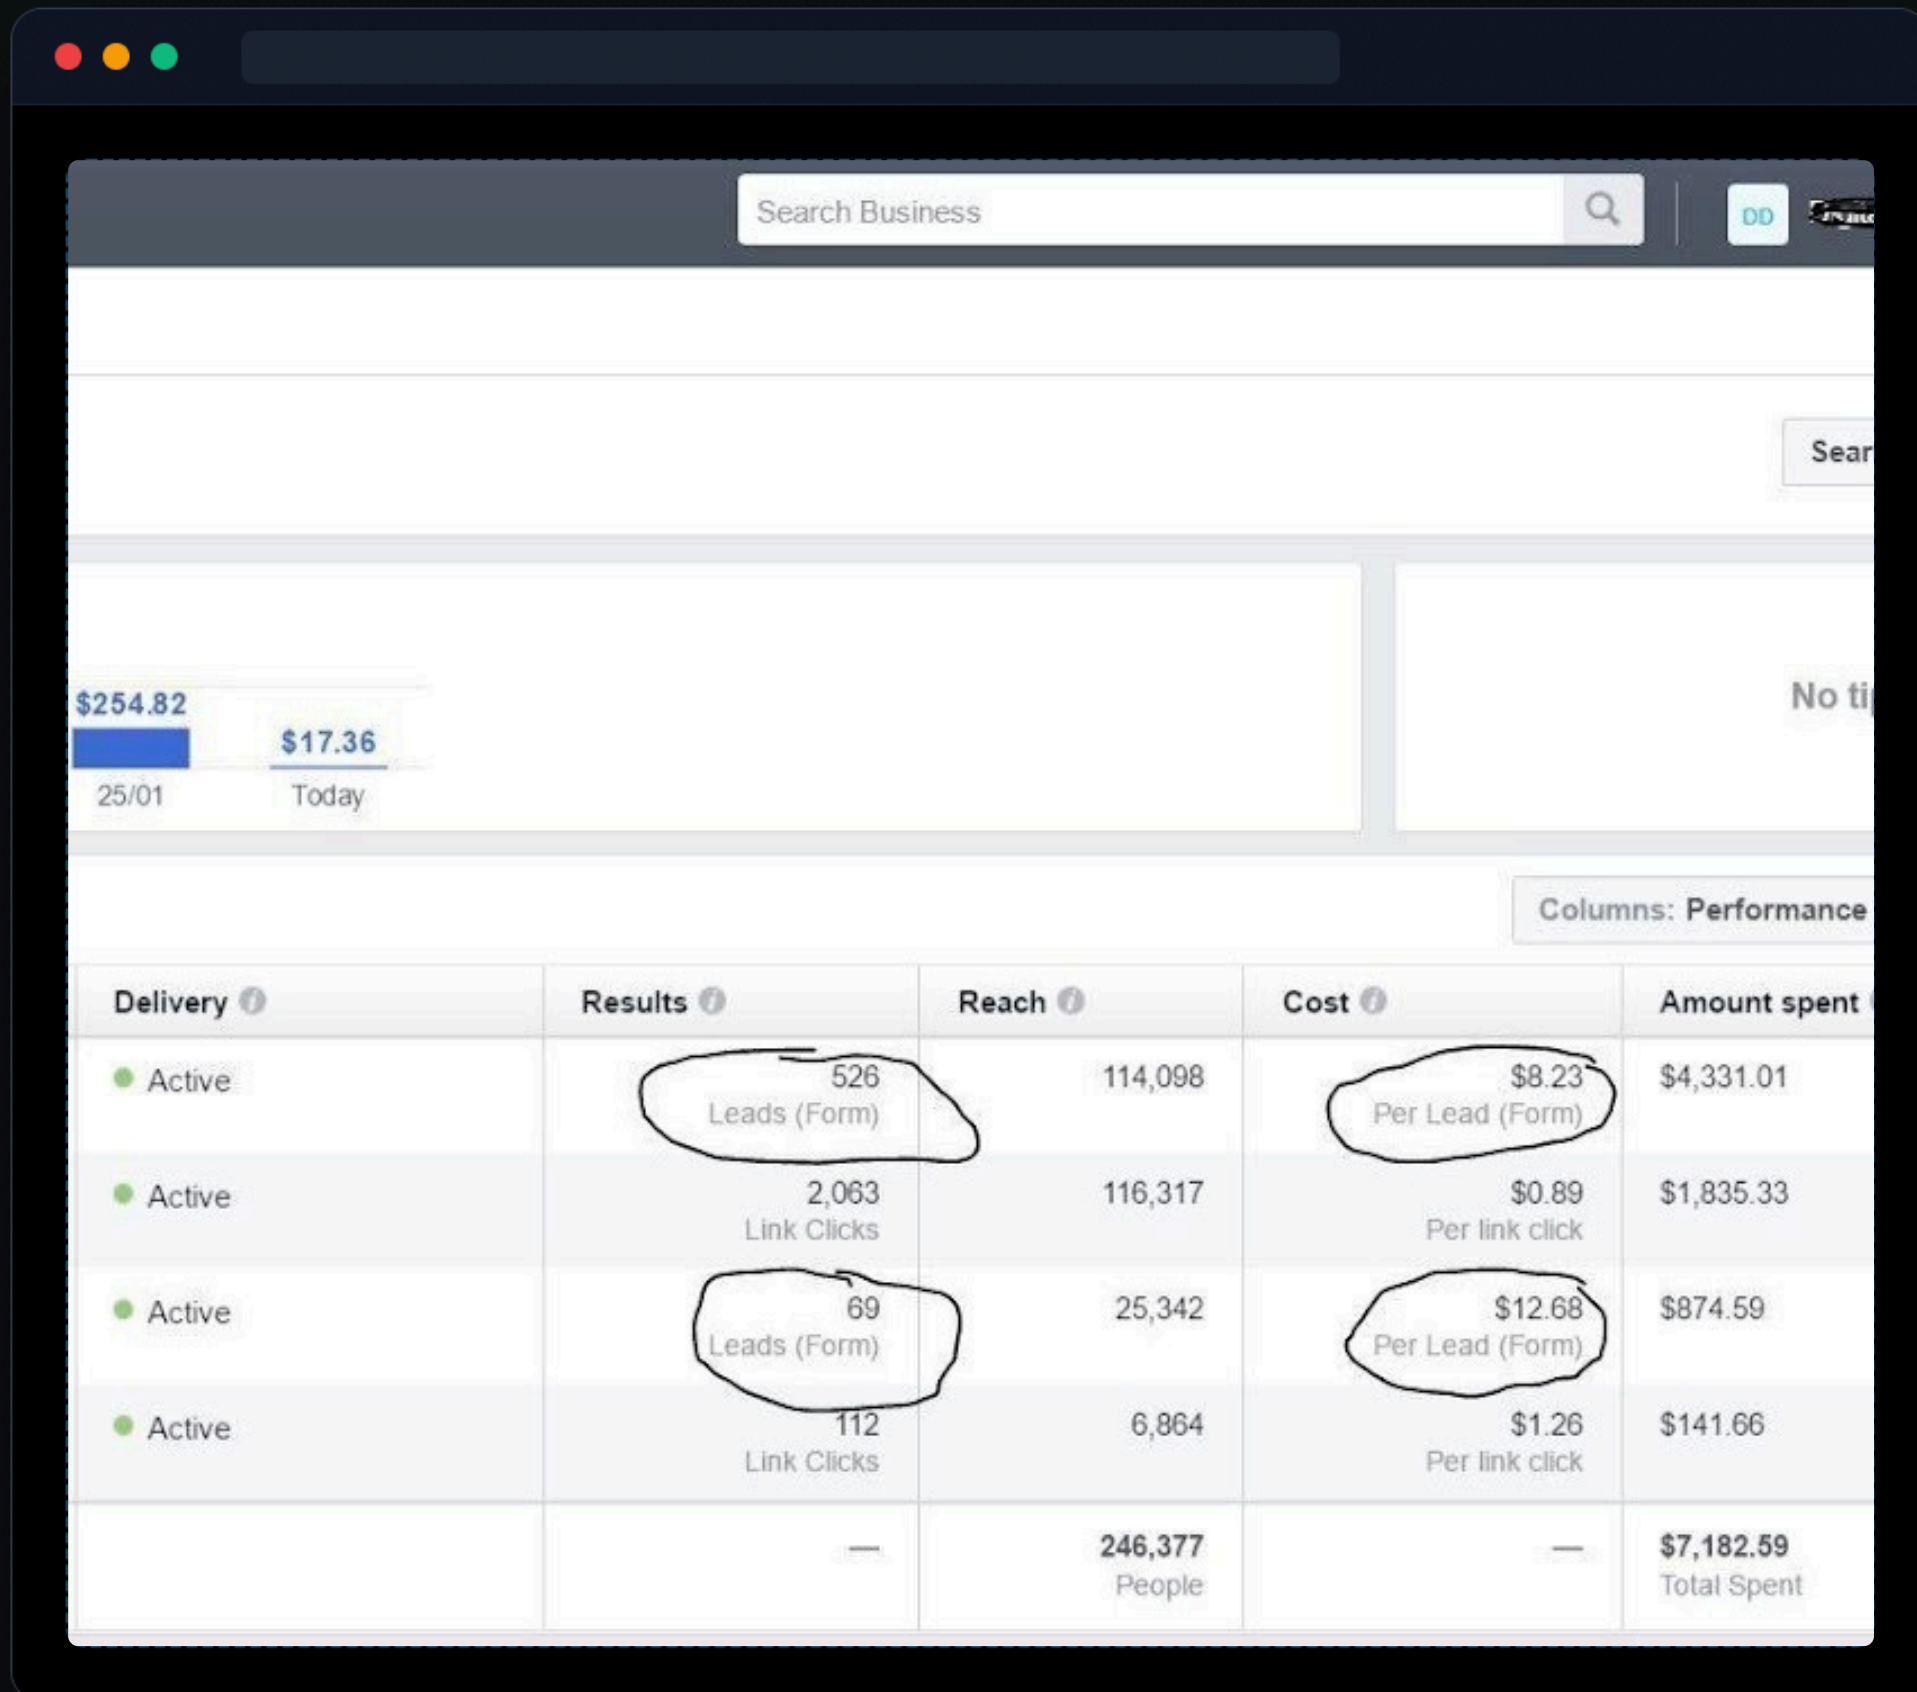 Search Business
DD
Sear
No ti
$254.82
$17.36
25/01
Today
Columns: Performance
Delivery Results Reach Cost Amount spent
Active 526 114,098 $8.23 $4,331.01
Leads (Form) Per Lead (Form)
Active 2,063 116,317 $0.89 $1,835.33
Link Clicks Per link click
Active 69 25,342 $12.68 $874.59
Leads (Form) Per Lead (Form)
Active 112 6,864 $1.26 $141.66
Link Clicks Per link click
— 246,377 — $7,182.59
People Total Spent